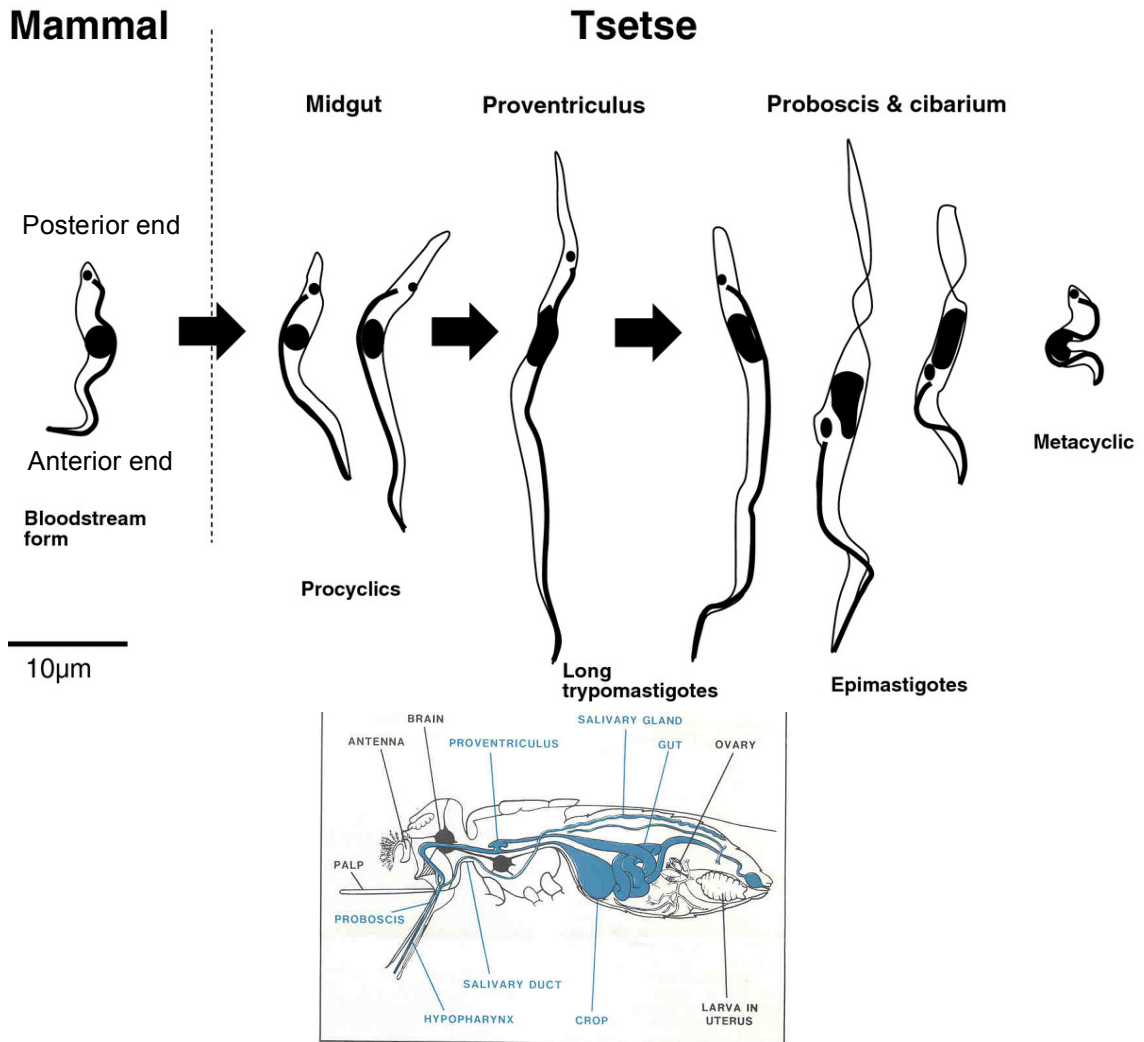 Mammal
Tsetse
Midgut
Proventriculus
Proboscis & cibarium
Posterior end
Anterior end
Bloodstream
form
Metacyclic
Procyclics
10µm
Long
trypomastigotes
Epimastigotes
BRAIN
SALIVARY GLAND
ANTENNA
PROVENTRICULUS
GUT
OVARY
PALP
PROBOSCIS
SALIVARY DUCT
HYPOPHARYNX
CROP
LARVA IN
UTERUS